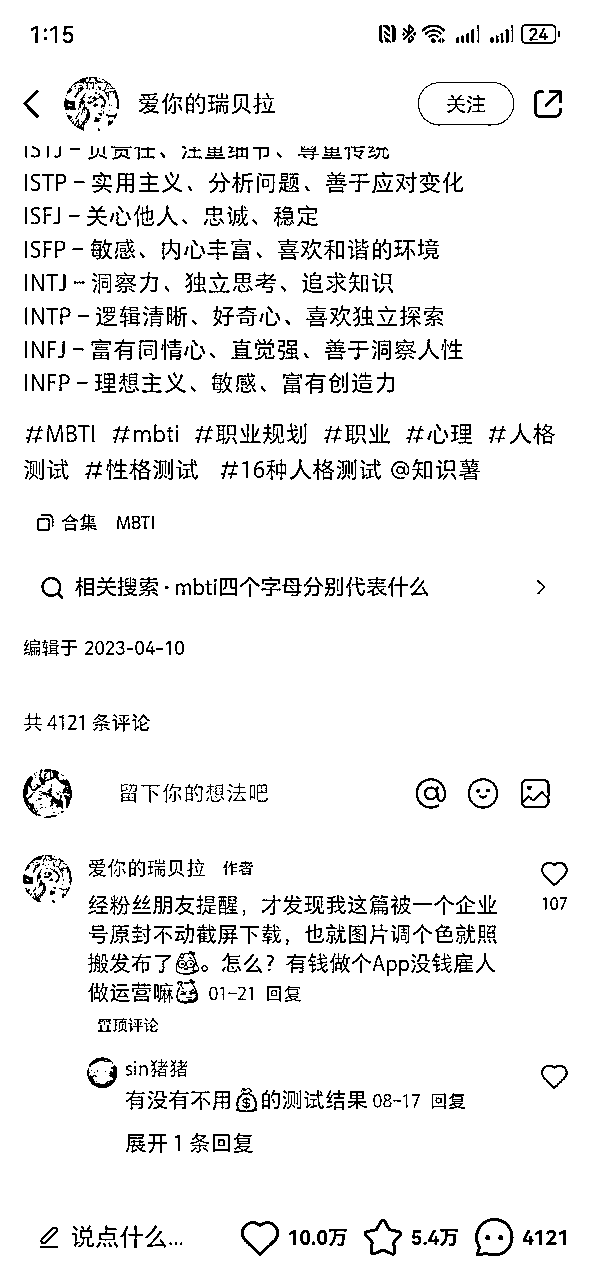 1:15
24
爱你的瑞贝拉
关注
ISTJ – 负责任、注重细节、尊重传统
ISTP – 实用主义、分析问题、善于应对变化
ISFJ – 关心他人、忠诚、稳定
ISFP – 敏感、内心丰富、喜欢和谐的环境
INTJ – 洞察力、独立思考、追求知识
INTP – 逻辑清晰、好奇心、喜欢独立探索
INFJ – 富有同情心、直觉强、善于洞察人性
INFP – 理想主义、敏感、富有创造力
#MBTI #mbti #职业规划 #职业 #心理 #人格
测试 #性格测试 #16种人格测试 @知识薯
合集 MBTI
相关搜索·mbti四个字母分别代表什么
编辑于 2023-04-10
共 4121 条评论
留下你的想法吧
爱你的瑞贝拉 作者
经粉丝朋友提醒，才发现我这篇被一个企业
号原封不动截屏下载，也就图片调个色就照
搬发布了。怎么？有钱做个App没钱雇人
做运营嘛 01-21 回复
107
置顶评论
sin猪猪
有没有不用💰的测试结果 08-17 回复
展开 1 条回复
说点什么...
10.0万
5.4万
4121